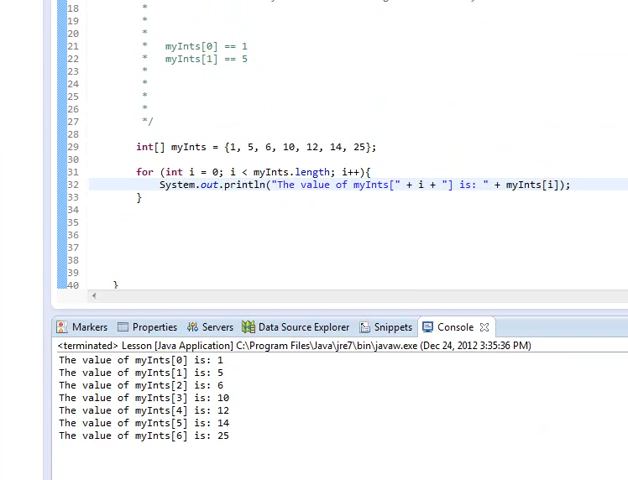 18 *
19 *
20 *
21 * myInts[0] == 1
22 * myInts[1] == 5
23 *
24 *
25 *
26 *
27 */
28
29 int[] myInts = {1, 5, 6, 10, 12, 14, 25};
30
31 for (int i = 0; i < myInts.length; i++){
32 System.out.println("The value of myInts[" + i + "] is: " + myInts[i]);
33 }
34
35
36
37
38
39
40 }
Markers Properties Servers Data Source Explorer Snippets Console
<terminated> Lesson [Java Application] C:\Program Files\Java\jre7\bin\javaw.exe (Dec 24, 2012 3:35:36 PM)
The value of myInts[0] is: 1
The value of myInts[1] is: 5
The value of myInts[2] is: 6
The value of myInts[3] is: 10
The value of myInts[4] is: 12
The value of myInts[5] is: 14
The value of myInts[6] is: 25